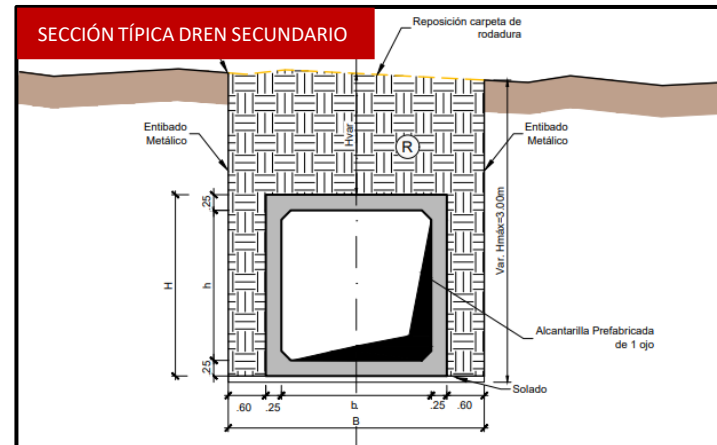 SECCIÓN TÍPICA DREN SECUNDARIO
Reposición carpeta de
rodadura
Entibado
Metálico
Entibado
Metálico
Hvar
R
.25
H
h
.25
Var. Hmáx=3.00m
Alcantarilla Prefabricada
de 1 ojo
Solado
.60 .25 b .25 .60
B